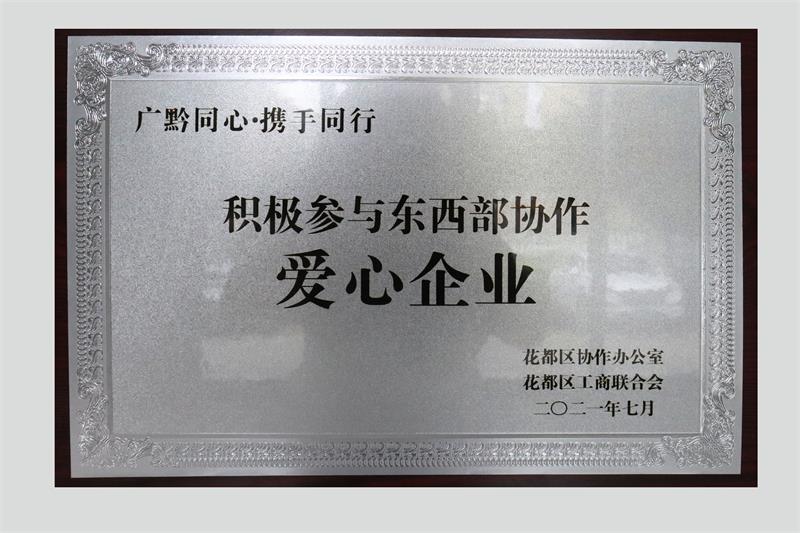 广黔同心·携手同行
积极参与东西部协作
爱心企业
花都区协作办公室
花都区工商联合会
二〇二一年七月